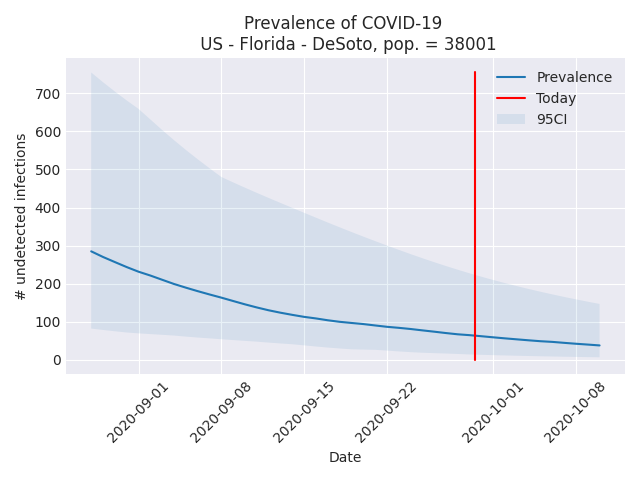 Prevalence of COVID-19
US - Florida - DeSoto, pop. = 38001
Prevalence
Today
95CI
# undetected infections
700
600
500
400
300
200
100
0
2020-09-01
2020-09-08
2020-09-15
2020-09-22
2020-10-01
2020-10-08
Date